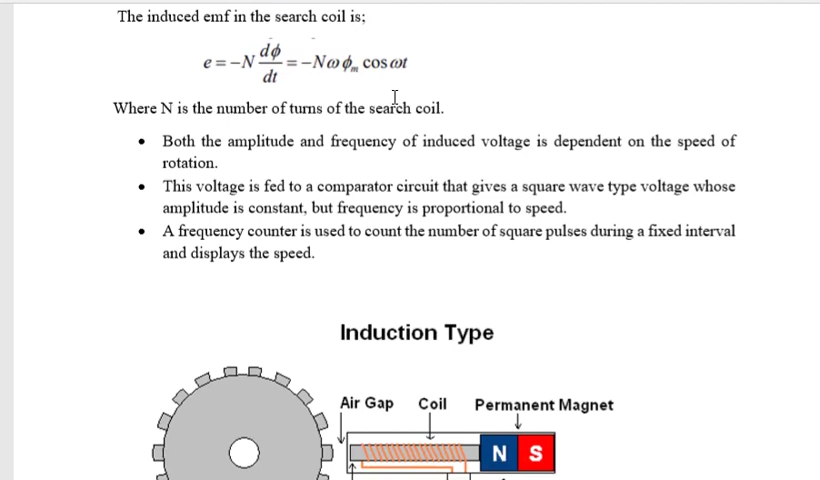 The induced emf in the search coil is;
e = -N dϕ/dt = -Nωϕₘ cos ωt
Where N is the number of turns of the search coil.
• Both the amplitude and frequency of induced voltage is dependent on the speed of
rotation.
• This voltage is fed to a comparator circuit that gives a square wave type voltage whose
amplitude is constant, but frequency is proportional to speed.
• A frequency counter is used to count the number of square pulses during a fixed interval
and displays the speed.
Induction Type
Air Gap Coil Permanent Magnet
N S